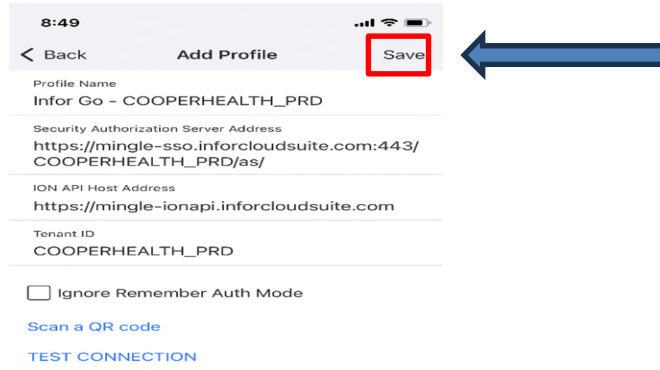 8:49
Back Add Profile Save
Profile Name
Infor Go - COOPERHEALTH_PRD
Security Authorization Server Address
https://mingle-sso.inforcloudsuite.com:443/
COOPERHEALTH_PRD/as/
ION API Host Address
https://mingle-ionapi.inforcloudsuite.com
Tenant ID
COOPERHEALTH_PRD
Ignore Remember Auth Mode
Scan a QR code
TEST CONNECTION